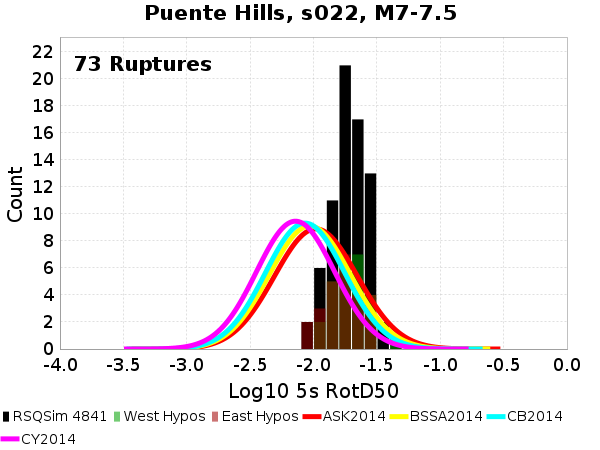 Puente Hills, s022, M7-7.5
73 Ruptures
Count
22
20
18
16
14
12
10
8
6
4
2
0
-4.0 -3.5 -3.0 -2.5 -2.0 -1.5 -1.0 -0.5 0.0
Log10 5s RotD50
RSQSim 4841 West Hypos East Hypos ASK2014 BSSA2014 CB2014
CY2014